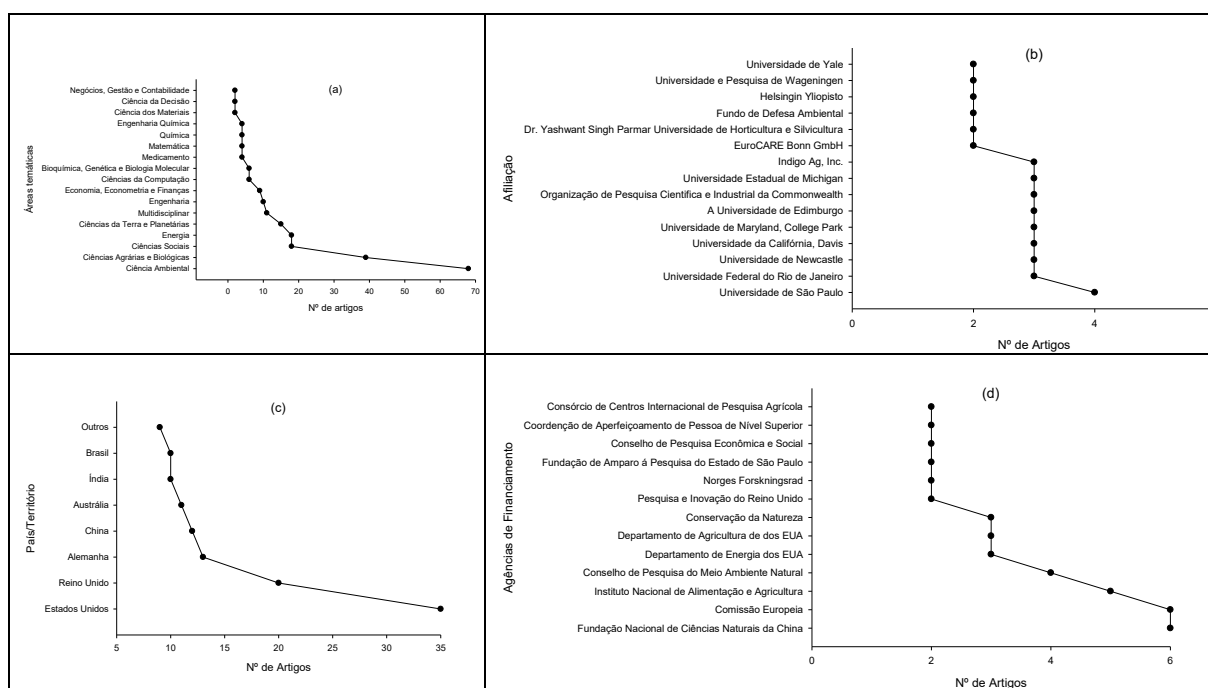 (a)
Áreas temáticas
Negócios, Gestão e Contabilidade
Ciência da Decisão
Ciência dos Materiais
Engenharia Química
Química
Matemática
Medicamento
Bioquímica, Genética e Biologia Molecular
Ciências da Computação
Economia, Econometria e Finanças
Engenharia
Multidisciplinar
Ciências da Terra e Planetárias
Energia
Ciências Sociais
Ciências Agrárias e Biológicas
Ciência Ambiental
0 10 20 30 40 50 60 70
Nº de artigos
(b)
Afiliação
Universidade de Yale
Universidade e Pesquisa de Wageningen
Helsingin Yliopisto
Fundo de Defesa Ambiental
Dr. Yashwant Singh Parmar Universidade de Horticultura e Silvicultura
EuroCARE Bonn GmbH
Indigo Ag, Inc.
Universidade Estadual de Michigan
Organização de Pesquisa Científica e Industrial da Commonwealth
A Universidade de Edimburgo
Universidade de Maryland, College Park
Universidade da Califórnia, Davis
Universidade de Newcastle
Universidade Federal do Rio de Janeiro
Universidade de São Paulo
0 2 4
Nº de Artigos
(c)
País/Território
Outros
Brasil
Índia
Austrália
China
Alemanha
Reino Unido
Estados Unidos
5 10 15 20 25 30 35
Nº de Artigos
(d)
Agências de Financiamento
Consórcio de Centros Internacional de Pesquisa Agrícola
Coordenção de Aperfeiçoamento de Pessoa de Nível Superior
Conselho de Pesquisa Econômica e Social
Fundação de Amparo á Pesquisa do Estado de São Paulo
Norges Forskningsrad
Pesquisa e Inovação do Reino Unido
Conservação da Natureza
Departamento de Agricultura de dos EUA
Departamento de Energia dos EUA
Conselho de Pesquisa do Meio Ambiente Natural
Instituto Nacional de Alimentação e Agricultura
Comissão Europeia
Fundação Nacional de Ciências Naturais da China
0 2 4 6
Nº de Artigos